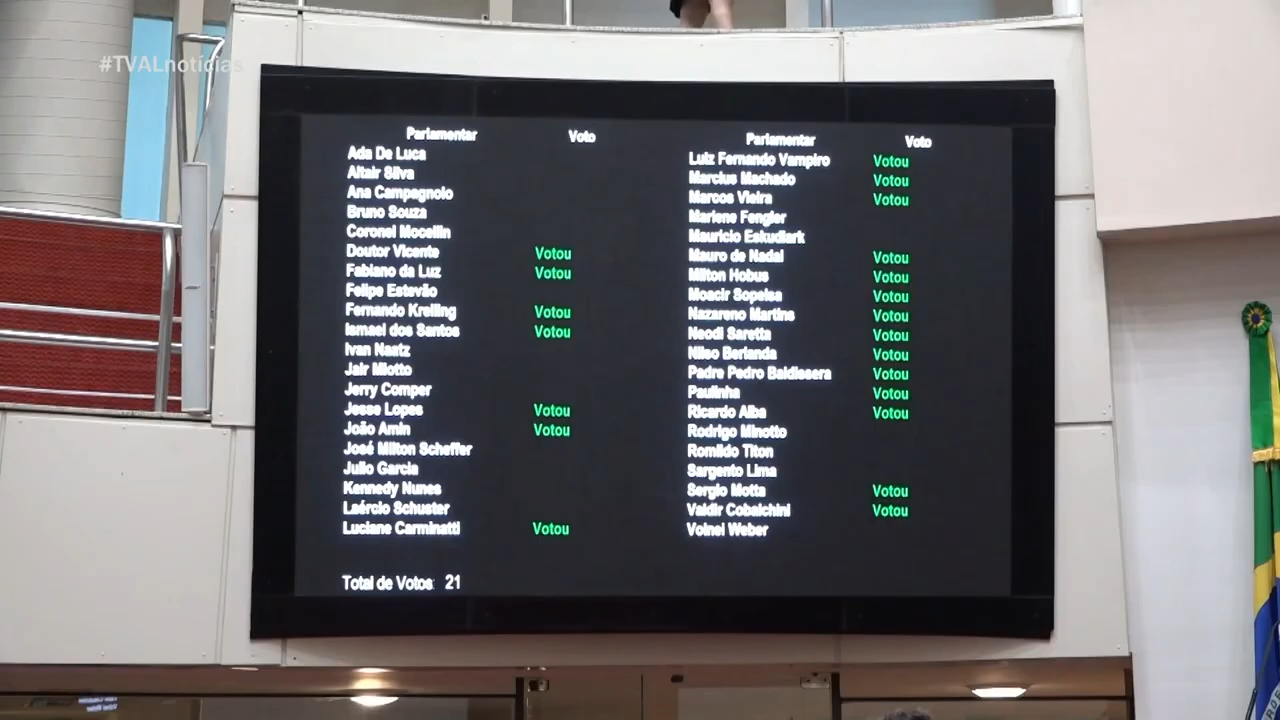 #TVALnotícias
Parlamentar Voto
Ada De Luca
Altair Silva
Ana Campagnolo
Bruno Souza
Coronel Mocellin
Doutor Vicente Votou
Fabiano da Luz Votou
Felipe Estevão
Fernando Krelling Votou
Ismael dos Santos Votou
Ivan Naatz
Jair Miotto
Jerry Comper
Jesse Lopes Votou
João Amin Votou
José Milton Scheffer
Julio Garcia
Kennedy Nunes
Laércio Schuster
Luciane Carminatti Votou
Total de Votos 21
Parlamentar Voto
Luiz Fernando Vampiro Votou
Marcius Machado Votou
Marcos Vieira Votou
Marlene Fengler
Mauricio Eskudlark
Mauro de Nadal Votou
Milton Hobus Votou
Moacir Sopelsa Votou
Nazareno Martins Votou
Neodi Saretta Votou
Nilso Berlanda Votou
Padre Pedro Baldissera Votou
Paulinha Votou
Ricardo Alba Votou
Rodrigo Minotto
Romildo Titon
Sargento Lima
Sergio Motta Votou
Valdir Cobalchini Votou
Volnei Weber